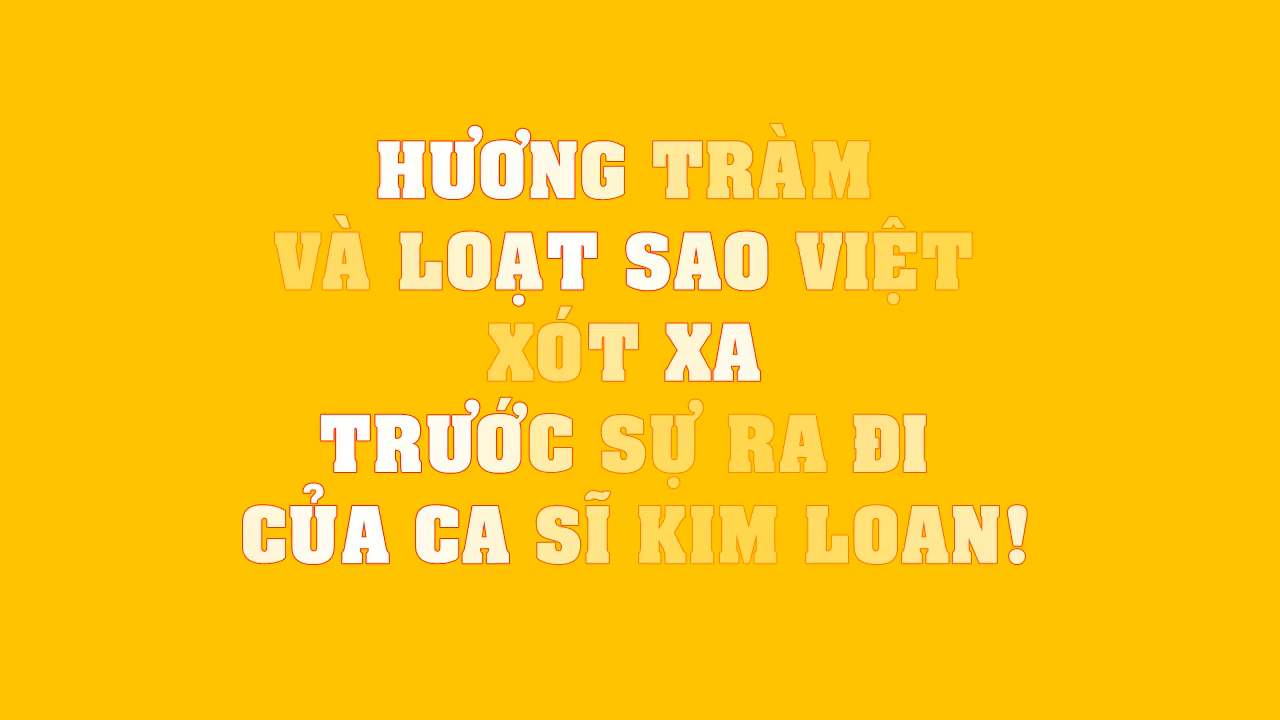 HƯƠNG TRÀM
VÀ LOẠT SAO VIỆT
XÓT XA
TRƯỚC SỰ RA ĐI
CỦA CA SĨ KIM LOAN!